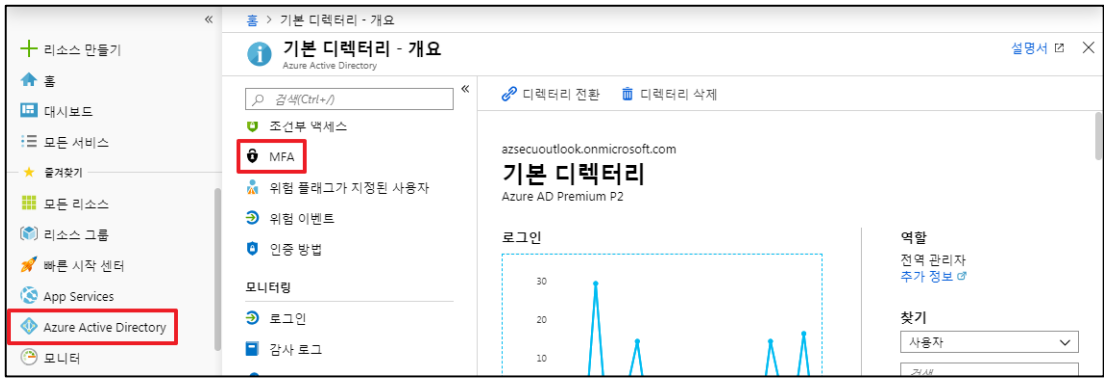 «
리소스 만들기
홈
대시보드
모든 서비스
즐겨찾기
모든 리소스
리소스 그룹
빠른 시작 센터
App Services
Azure Active Directory
모니터
홈 > 기본 디렉터리 - 개요
기본 디렉터리 - 개요
Azure Active Directory
설명서
검색(Ctrl+/)
«
조건부 액세스
MFA
위험 플래그가 지정된 사용자
위험 이벤트
인증 방법
모니터링
로그인
감사 로그
디렉터리 전환 디렉터리 삭제
azsecuoutlook.onmicrosoft.com
기본 디렉터리
Azure AD Premium P2
로그인
30
20
10
역할
전역 관리자
추가 정보
찾기
사용자
검색